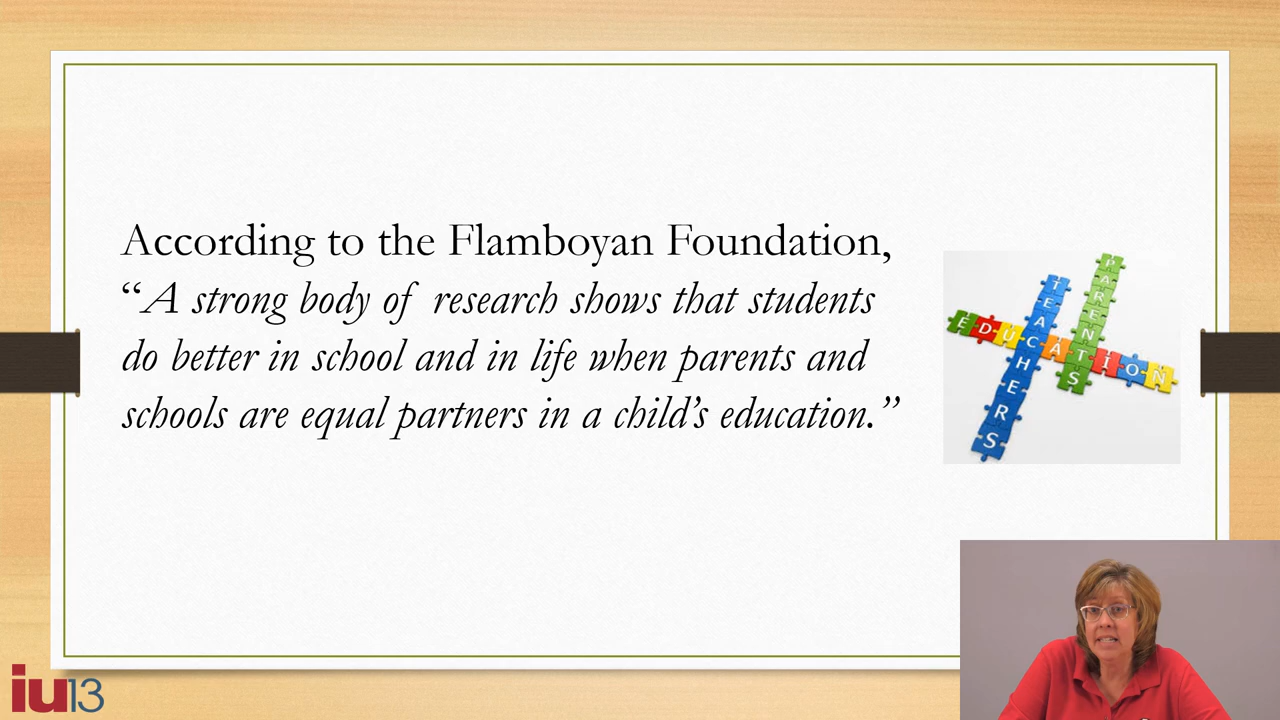 According to the Flamboyan Foundation,
“A strong body of research shows that students
do better in school and in life when parents and
schools are equal partners in a child’s education.”
PARENTS
TEACHERS
EDUCATION
iu13